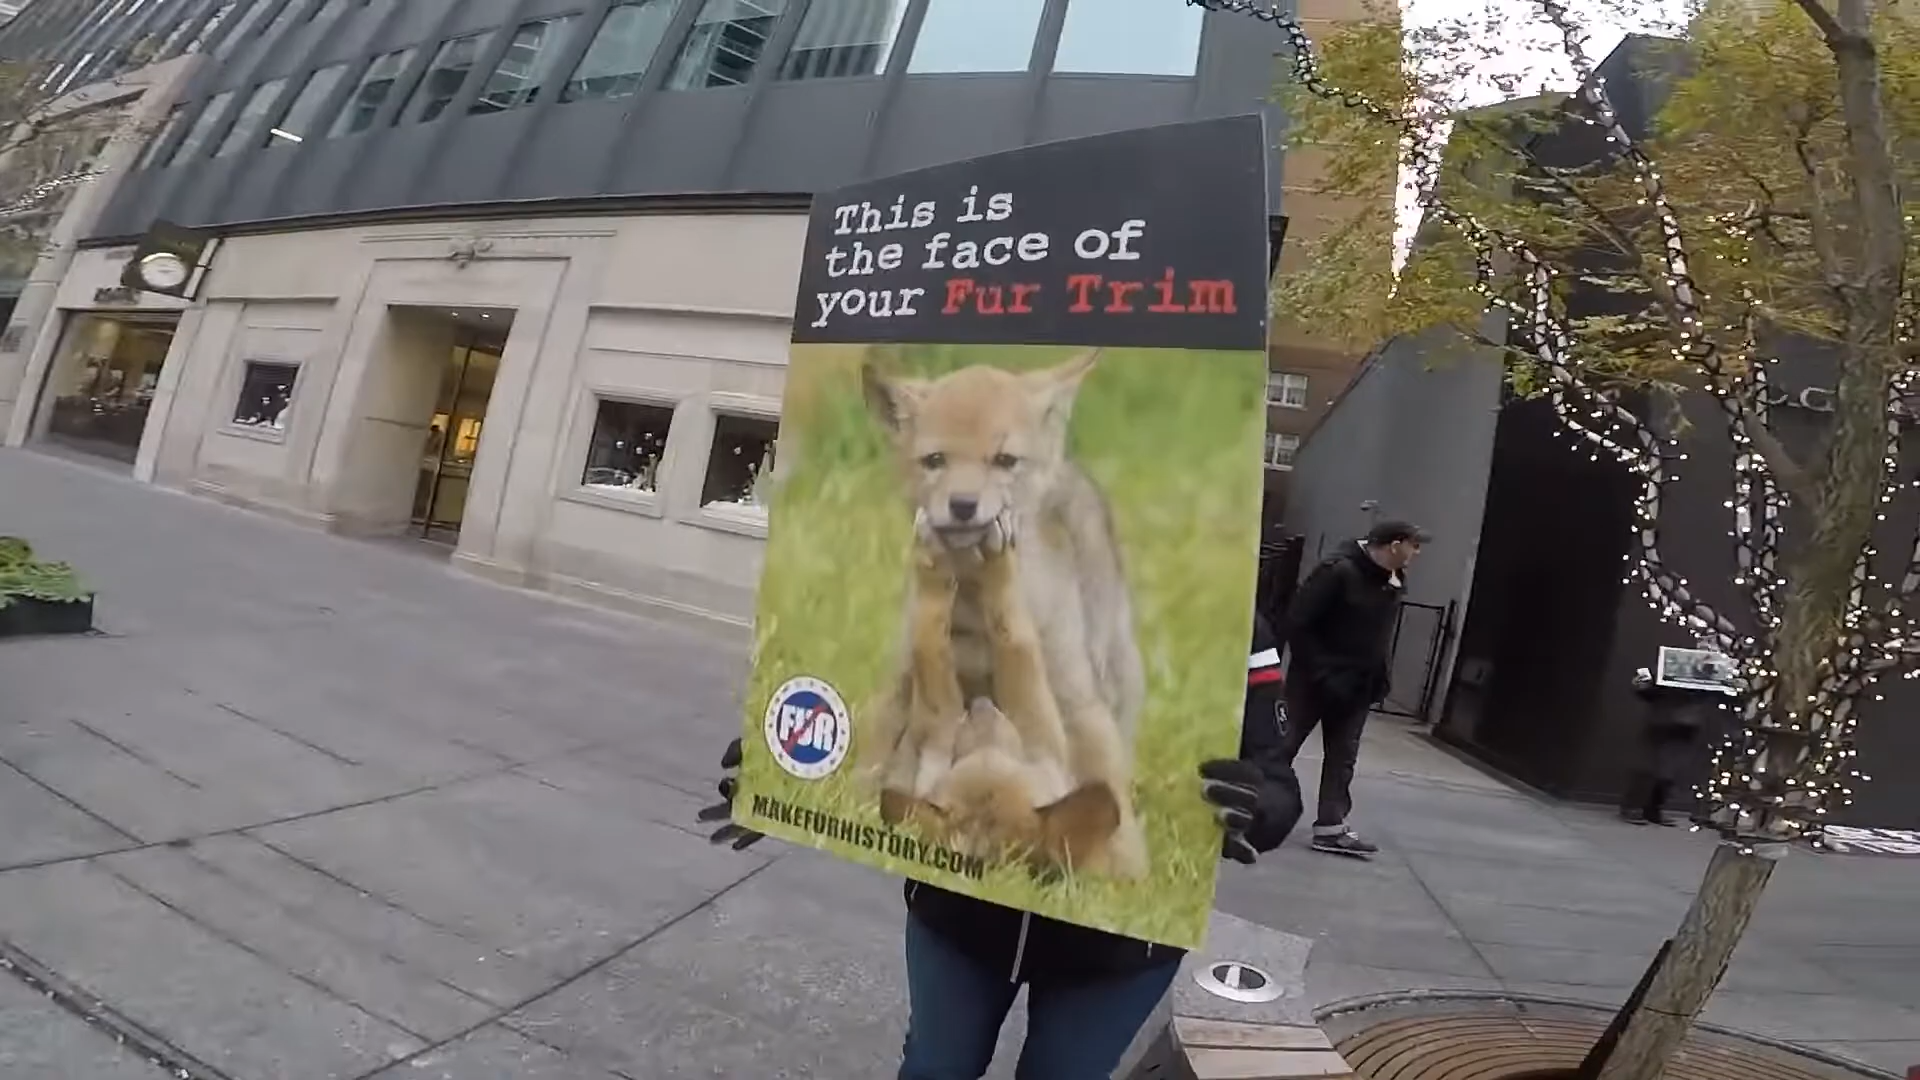 This is
the face of
your Fur Trim
FUR
MAKEFURHISTORY.COM